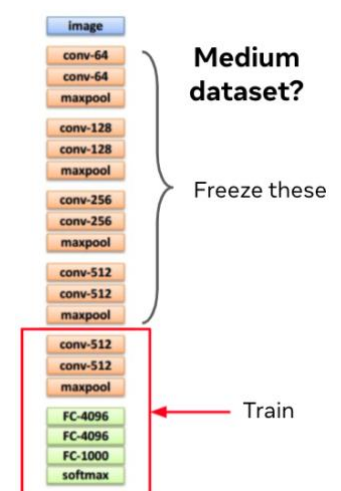 image
conv-64
conv-64
maxpool
conv-128
conv-128
maxpool
conv-256
conv-256
maxpool
conv-512
conv-512
maxpool
conv-512
conv-512
maxpool
FC-4096
FC-4096
FC-1000
softmax
Medium
dataset?
Freeze these
Train